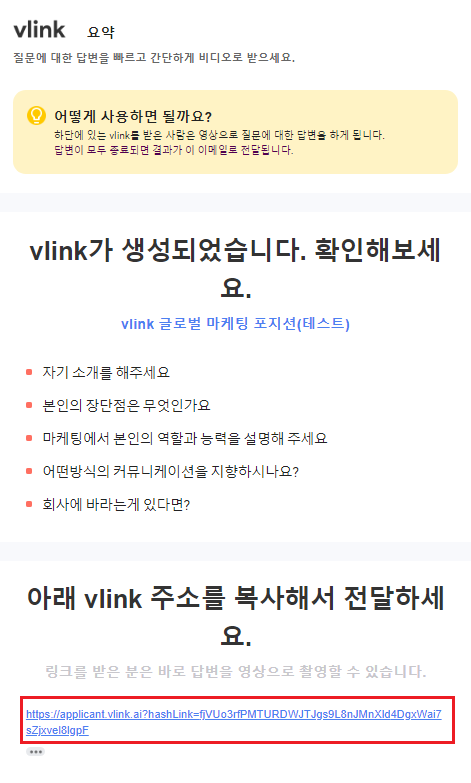 vlink 요약
질문에 대한 답변을 빠르고 간단하게 비디오로 받으세요.
어떻게 사용하면 될까요?
하단에 있는 vlink를 받은 사람은 영상으로 질문에 대한 답변을 하게 됩니다.
답변이 모두 종료되면 결과가 이 이메일로 전달됩니다.
vlink가 생성되었습니다. 확인해보세
요.
vlink 글로벌 마케팅 포지션(테스트)
자기 소개를 해주세요
본인의 장단점은 무엇인가요
마케팅에서 본인의 역할과 능력을 설명해 주세요
어떤방식의 커뮤니케이션을 지향하시나요?
회사에 바라는게 있다면?
아래 vlink 주소를 복사해서 전달하세
요.
링크를 받은 분은 바로 답변을 영상으로 촬영할 수 있습니다.
https://applicant.vlink.ai?hashLink=fjVUo3rfPMTURDWJTJgs9L8nJMnXId4DgxWai7
sZjxvel8IgpF